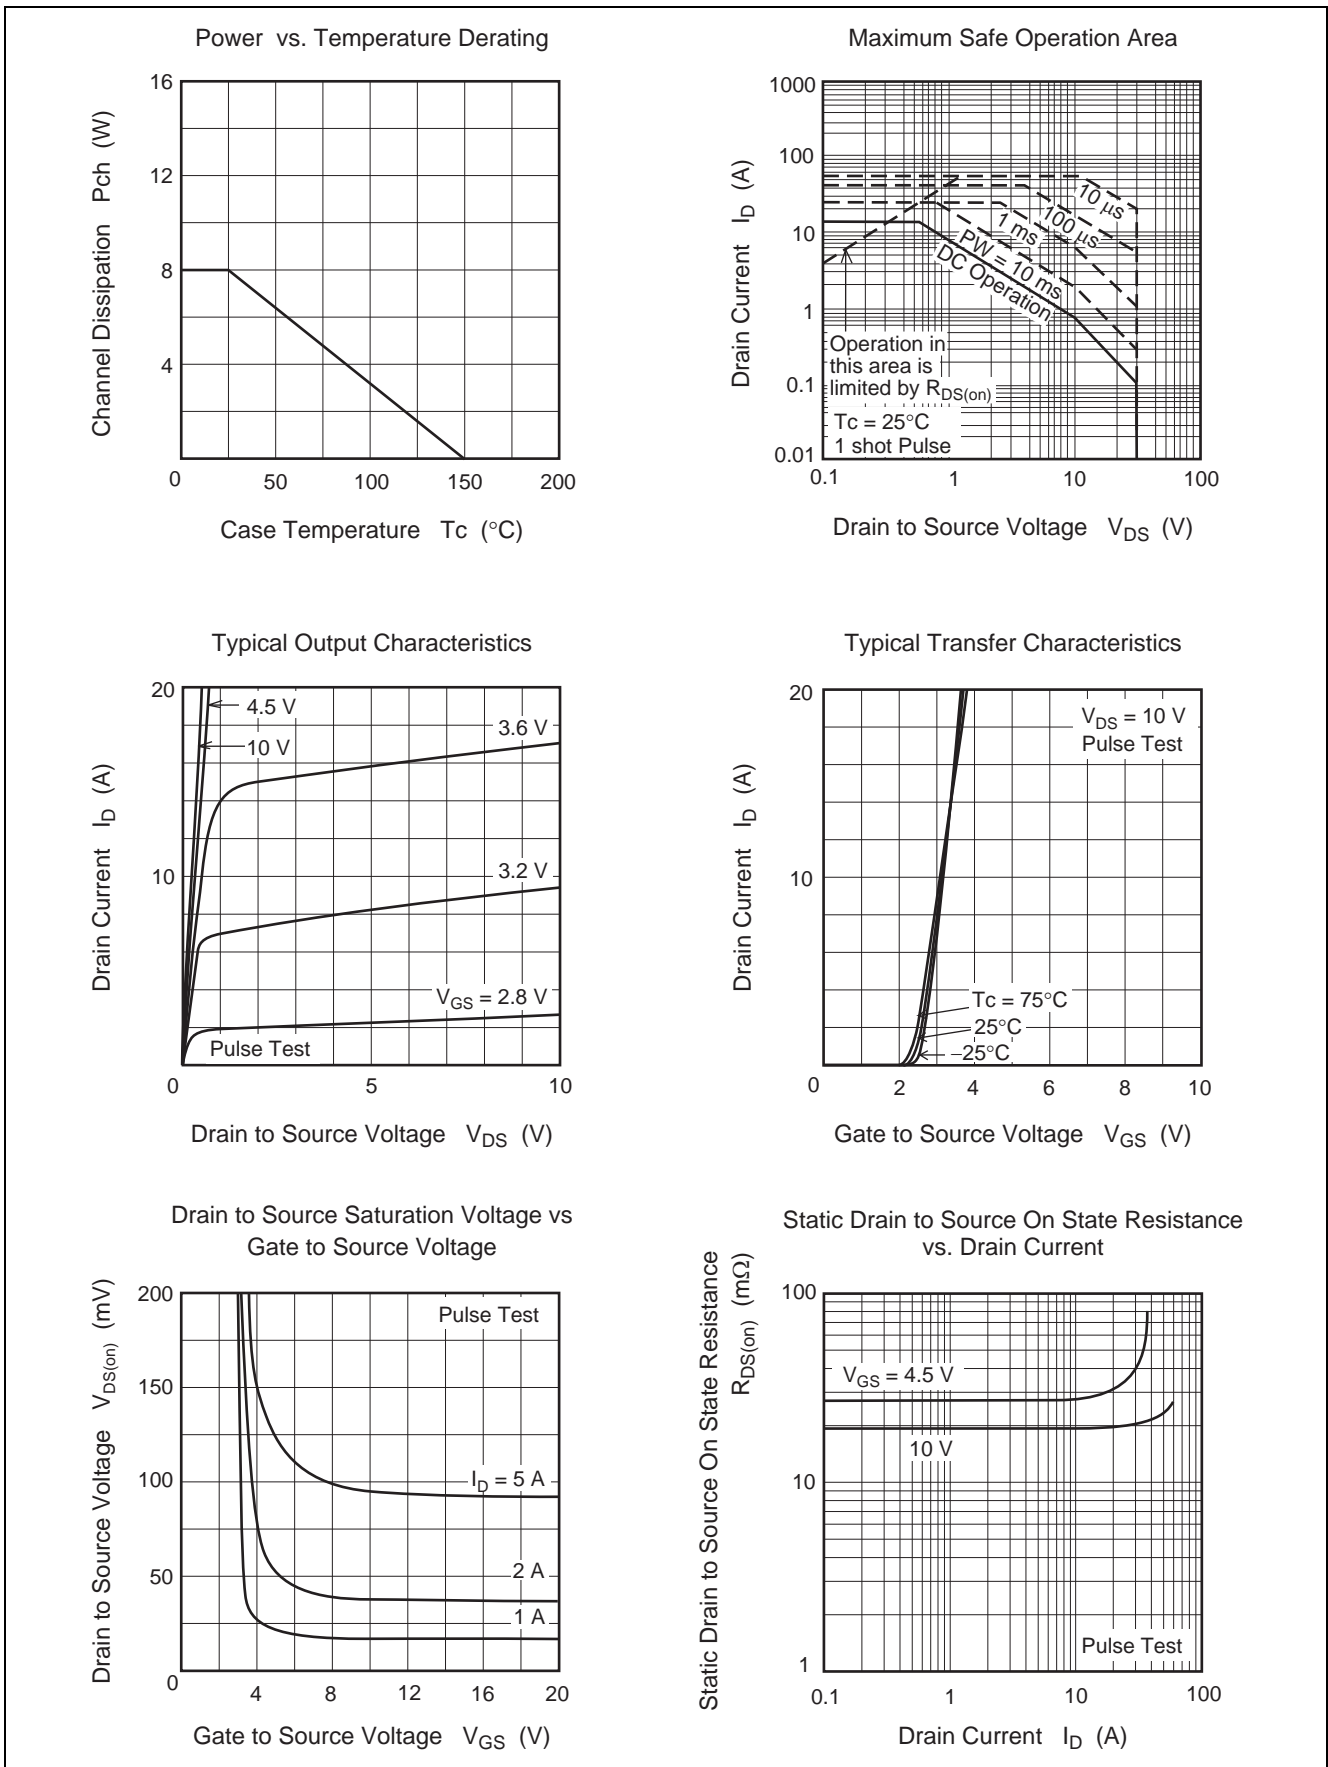 Power vs. Temperature Derating
16
12
8
4
0
50
100
150
200
Channel Dissipation Pch (W)
Case Temperature Tc (°C)
Maximum Safe Operation Area
1000
100
10
1
0.1
0.01
0.1
1
10
100
Drain Current ID (A)
10 µs
100 µs
1 ms
PW = 10 ms
DC Operation
Operation in
this area is
limited by RDS(on)
Tc = 25°C
1 shot Pulse
Drain to Source Voltage VDS (V)
Typical Output Characteristics
20
10
0
5
10
Drain Current ID (A)
4.5 V
10 V
3.6 V
3.2 V
VGS = 2.8 V
Pulse Test
Drain to Source Voltage VDS (V)
Typical Transfer Characteristics
20
10
0
2
4
6
8
10
Drain Current ID (A)
VDS = 10 V
Pulse Test
Tc = 75°C
25°C
–25°C
Gate to Source Voltage VGS (V)
Drain to Source Saturation Voltage vs
Gate to Source Voltage
200
150
100
50
0
4
8
12
16
20
Drain to Source Voltage VDS(on) (mV)
Pulse Test
ID = 5 A
2 A
1 A
Gate to Source Voltage VGS (V)
Static Drain to Source On State Resistance
vs. Drain Current
100
10
1
0.1
1
10
100
Static Drain to Source On State Resistance
RDS(on) (mΩ)
VGS = 4.5 V
10 V
Pulse Test
Drain Current ID (A)